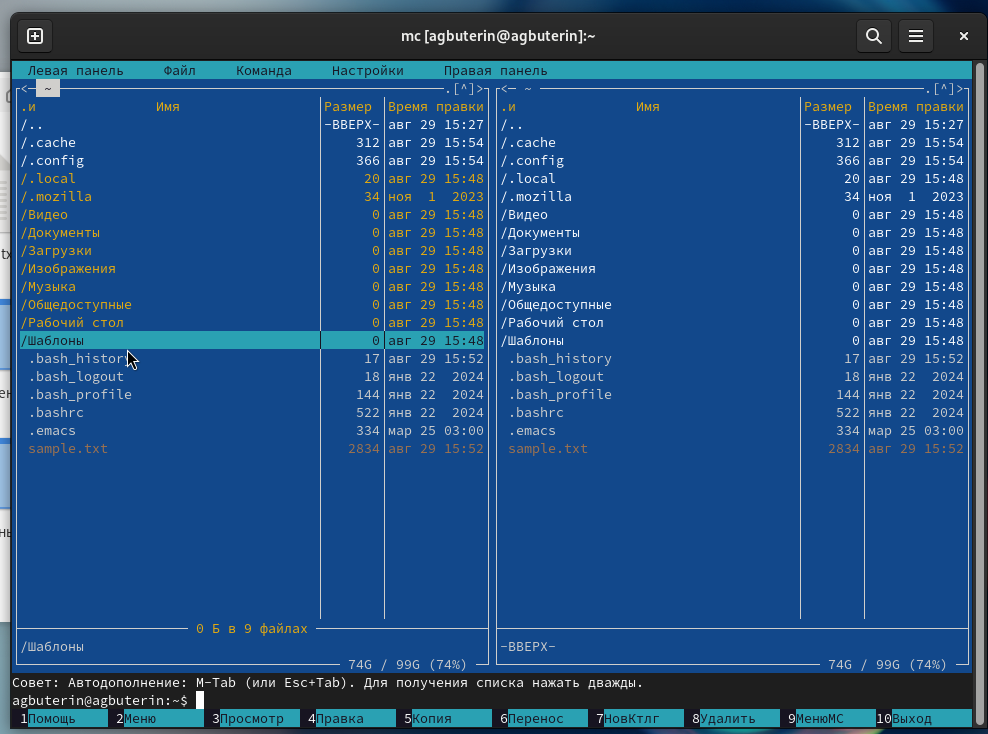 mc [agbuterin@agbuterin]:~
Левая панель Файл Команда Настройки Правая панель
<─ ~ .[^]> <─ ~ .[^]>
.и Имя Размер Время правки .и Имя Размер Время правки
/.. -ВВЕРХ- авг 29 15:27 /.. -ВВЕРХ- авг 29 15:27
/.cache 312 авг 29 15:54 /.cache 312 авг 29 15:54
/.config 366 авг 29 15:54 /.config 366 авг 29 15:54
/.local 20 авг 29 15:48 /.local 20 авг 29 15:48
/.mozilla 34 ноя 1 2023 /.mozilla 34 ноя 1 2023
/Видео 0 авг 29 15:48 /Видео 0 авг 29 15:48
/Документы 0 авг 29 15:48 /Документы 0 авг 29 15:48
/Загрузки 0 авг 29 15:48 /Загрузки 0 авг 29 15:48
/Изображения 0 авг 29 15:48 /Изображения 0 авг 29 15:48
/Музыка 0 авг 29 15:48 /Музыка 0 авг 29 15:48
/Общедоступные 0 авг 29 15:48 /Общедоступные 0 авг 29 15:48
/Рабочий стол 0 авг 29 15:48 /Рабочий стол 0 авг 29 15:48
/Шаблоны 0 авг 29 15:48 /Шаблоны 0 авг 29 15:48
.bash_history 17 авг 29 15:52 .bash_history 17 авг 29 15:52
.bash_logout 18 янв 22 2024 .bash_logout 18 янв 22 2024
.bash_profile 144 янв 22 2024 .bash_profile 144 янв 22 2024
.bashrc 522 янв 22 2024 .bashrc 522 янв 22 2024
.emacs 334 мар 25 03:00 .emacs 334 мар 25 03:00
sample.txt 2834 авг 29 15:52 sample.txt 2834 авг 29 15:52
0 Б в 9 файлах
/Шаблоны -ВВЕРХ-
74G / 99G (74%) 74G / 99G (74%)
Совет: Автодополнение: M-Tab (или Esc+Tab). Для получения списка нажать дважды.
agbuterin@agbuterin:~$
1Помощь 2Меню 3Просмотр 4Правка 5Копия 6Перенос 7НовКтлг 8Удалить 9МенюМС 10Выход